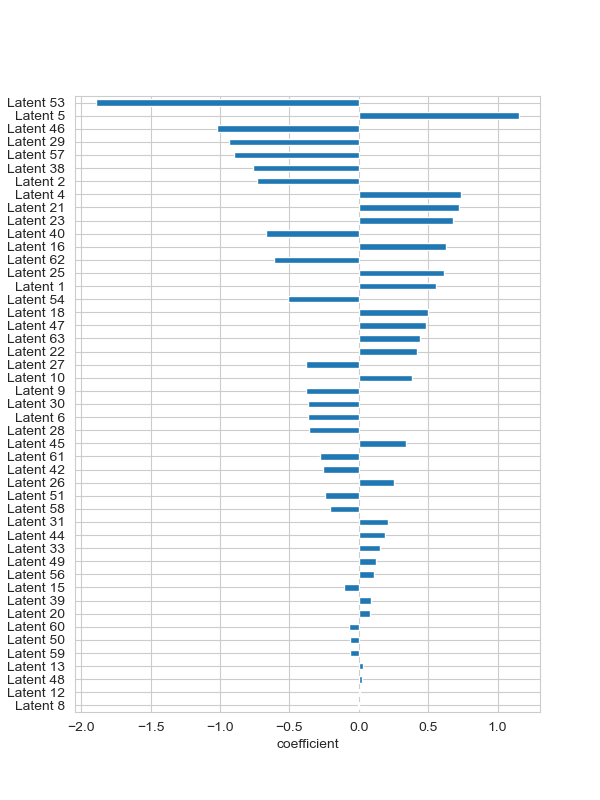 Latent 53
Latent 5
Latent 46
Latent 29
Latent 57
Latent 38
Latent 2
Latent 4
Latent 21
Latent 23
Latent 40
Latent 16
Latent 62
Latent 25
Latent 1
Latent 54
Latent 18
Latent 47
Latent 63
Latent 22
Latent 27
Latent 10
Latent 9
Latent 30
Latent 6
Latent 28
Latent 45
Latent 61
Latent 42
Latent 26
Latent 51
Latent 58
Latent 31
Latent 44
Latent 33
Latent 49
Latent 56
Latent 15
Latent 39
Latent 20
Latent 60
Latent 50
Latent 59
Latent 13
Latent 48
Latent 12
Latent 8
−2.0 −1.5 −1.0 −0.5 0.0 0.5 1.0
coefficient